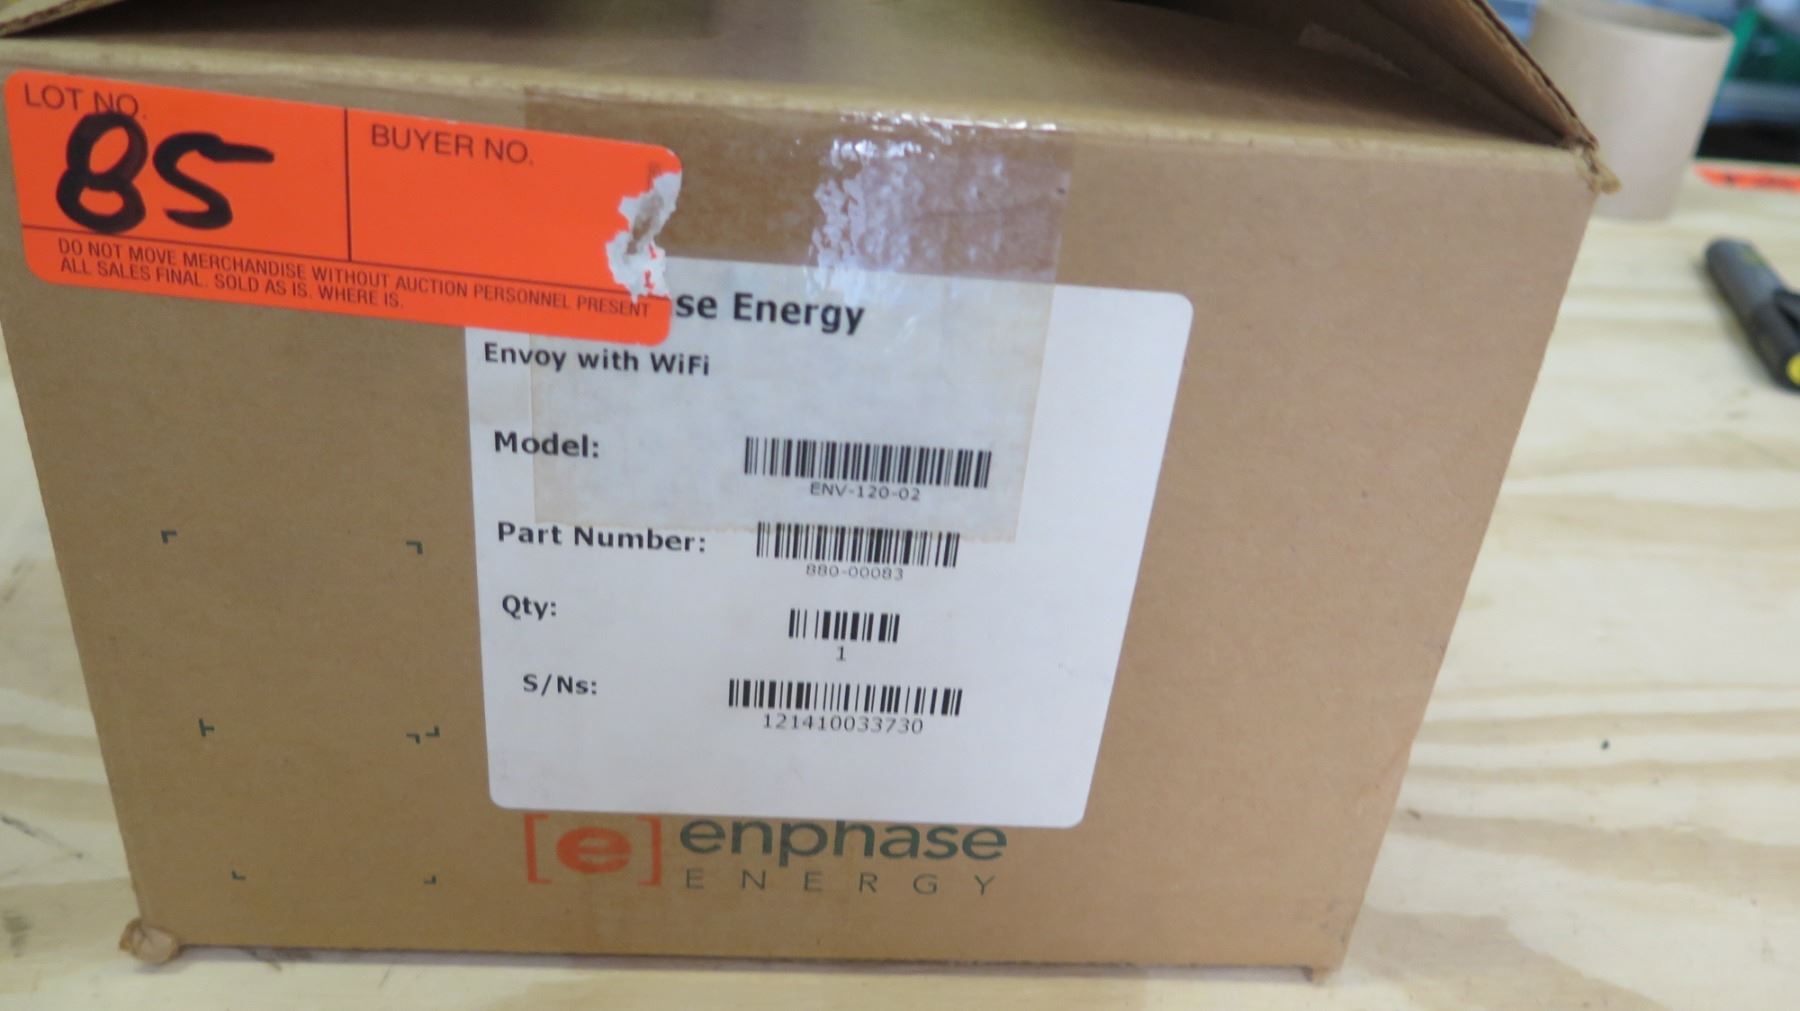 LOT NO.
85
BUYER NO.
DO NOT MOVE MERCHANDISE WITHOUT AUCTION PERSONNEL PRESENT
ALL SALES FINAL. SOLD AS IS. WHERE IS.
se Energy
Envoy with WiFi
Model:
ENV-120-02
Part Number:
880-00083
Qty:
1
S/Ns:
121410033730
[e] enphase
ENERGY